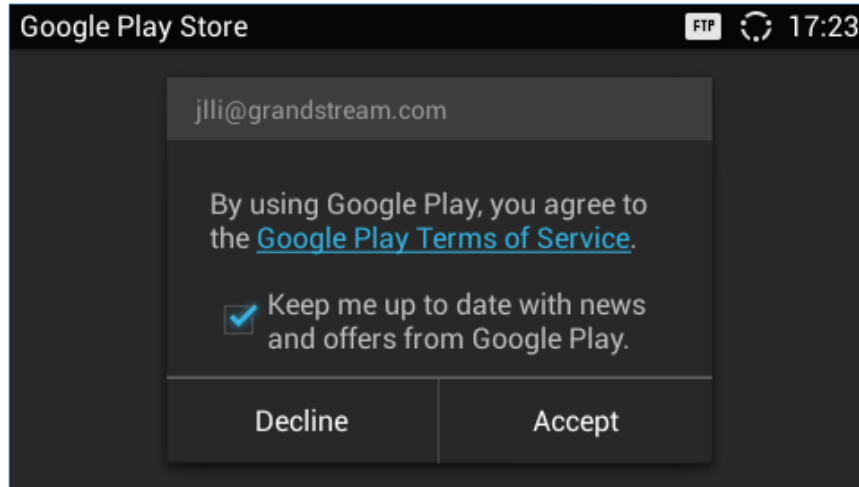 Google Play Store FTP 17:23
jlli@grandstream.com
By using Google Play, you agree to
the Google Play Terms of Service.
Keep me up to date with news
and offers from Google Play.
Decline Accept